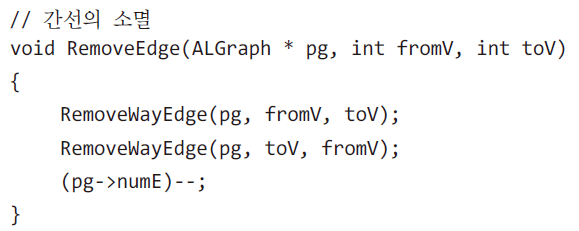 // 간선의 소멸
void RemoveEdge(ALGraph * pg, int fromV, int toV)
{
    RemoveWayEdge(pg, fromV, toV);
    RemoveWayEdge(pg, toV, fromV);
    (pg->numE)--;
}